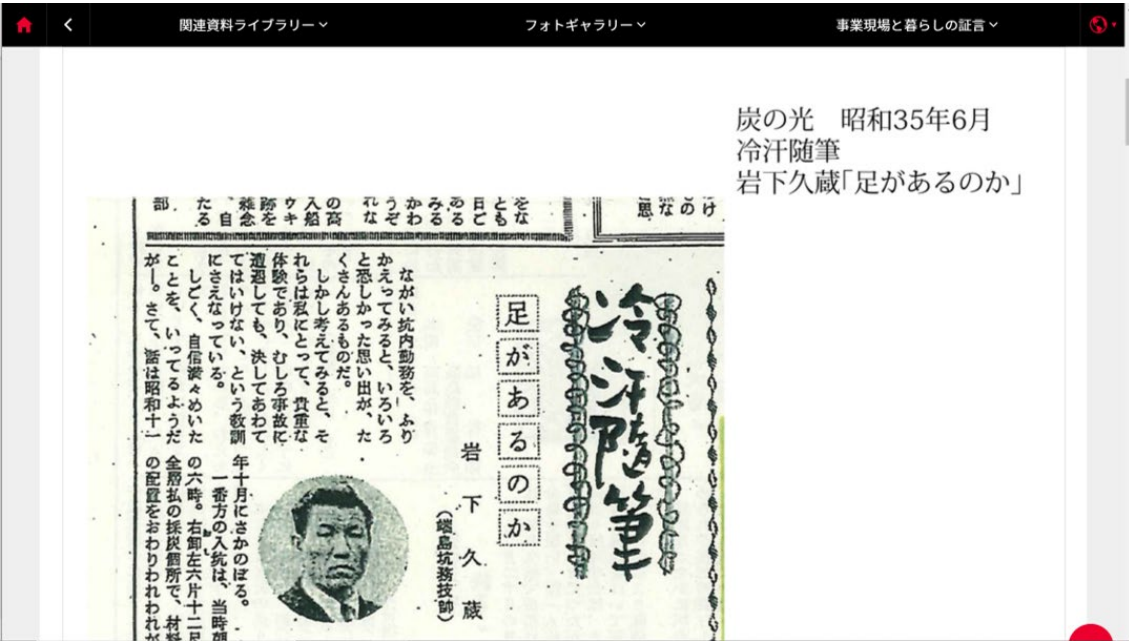 関連資料ライブラリー
フォトギャラリー
事業現場と暮らしの証言
炭の光　昭和35年6月
冷汗随筆
岩下久蔵「足があるのか」
冷汗随筆
足があるのか
岩下久蔵
（端島坑務技師）
ながい坑内勤務を、ふり
かえってみると、いろいろ
と恐しかった思い出が、た
くさんあるものだ。
しかし考えてみると、そ
れらは私にとって、貴重な
体験であり、むしろ事故に
遭遇しても、決してあわて
てはいけない、という教訓
にさえなっている。
しごく、自信満々めいた
ことを、いってるようだ
がー。さて、話は昭和十一
年十月にさかのぼる。
一番方の入坑は、当時朝
の六時。右卸左六片十二尺
全層払の採炭個所で、材料
の配置をおわりわれわれが